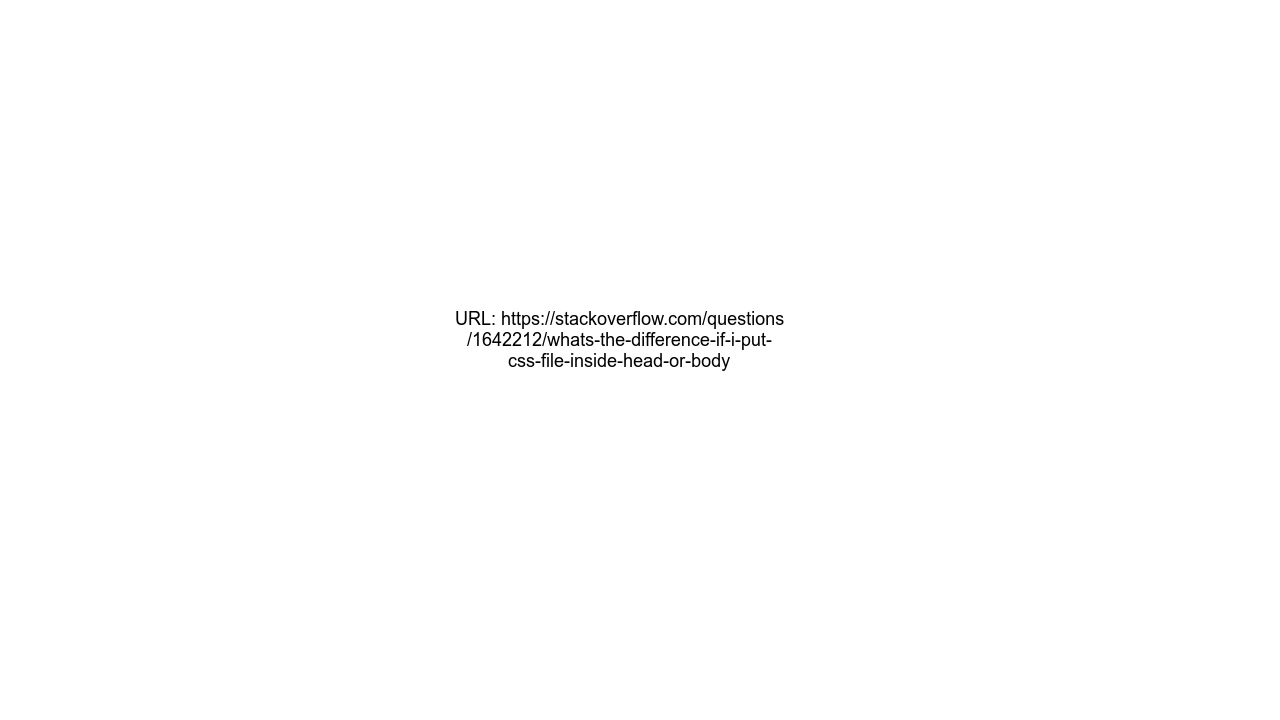 URL: https://stackoverflow.com/questions
/1642212/whats-the-difference-if-i-put-
css-file-inside-head-or-body